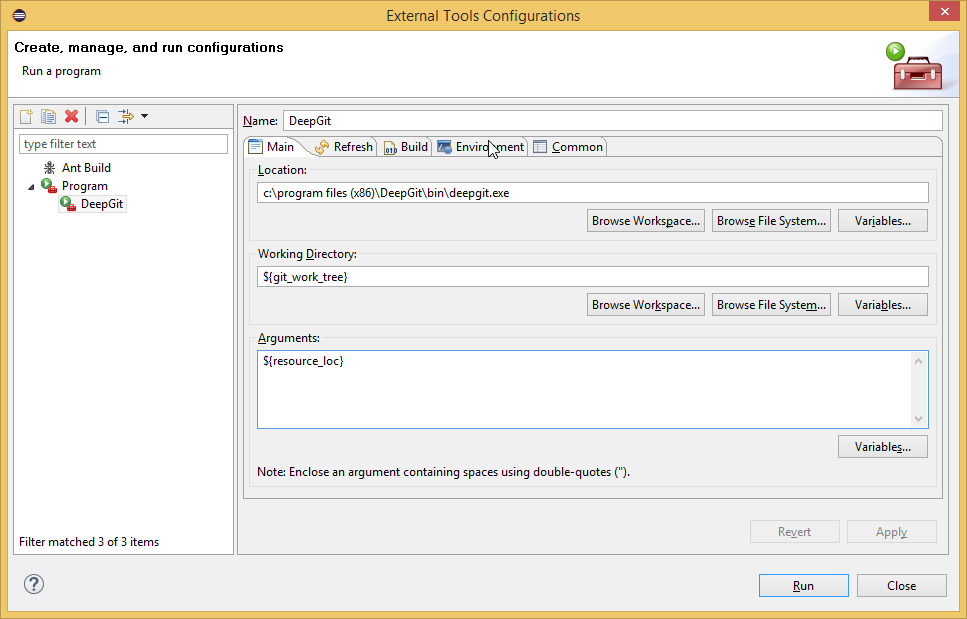 External Tools Configurations
Create, manage, and run configurations
Run a program
type filter text
Ant Build
Program
DeepGit
Filter matched 3 of 3 items
Name: DeepGit
Main Refresh Build Environment Common
Location:
c:\program files (x86)\DeepGit\bin\deepgit.exe
Browse Workspace... Browse File System... Variables...
Working Directory:
${git_work_tree}
Browse Workspace... Browse File System... Variables...
Arguments:
${resource_loc}
Variables...
Note: Enclose an argument containing spaces using double-quotes (").
Revert Apply
Run Close